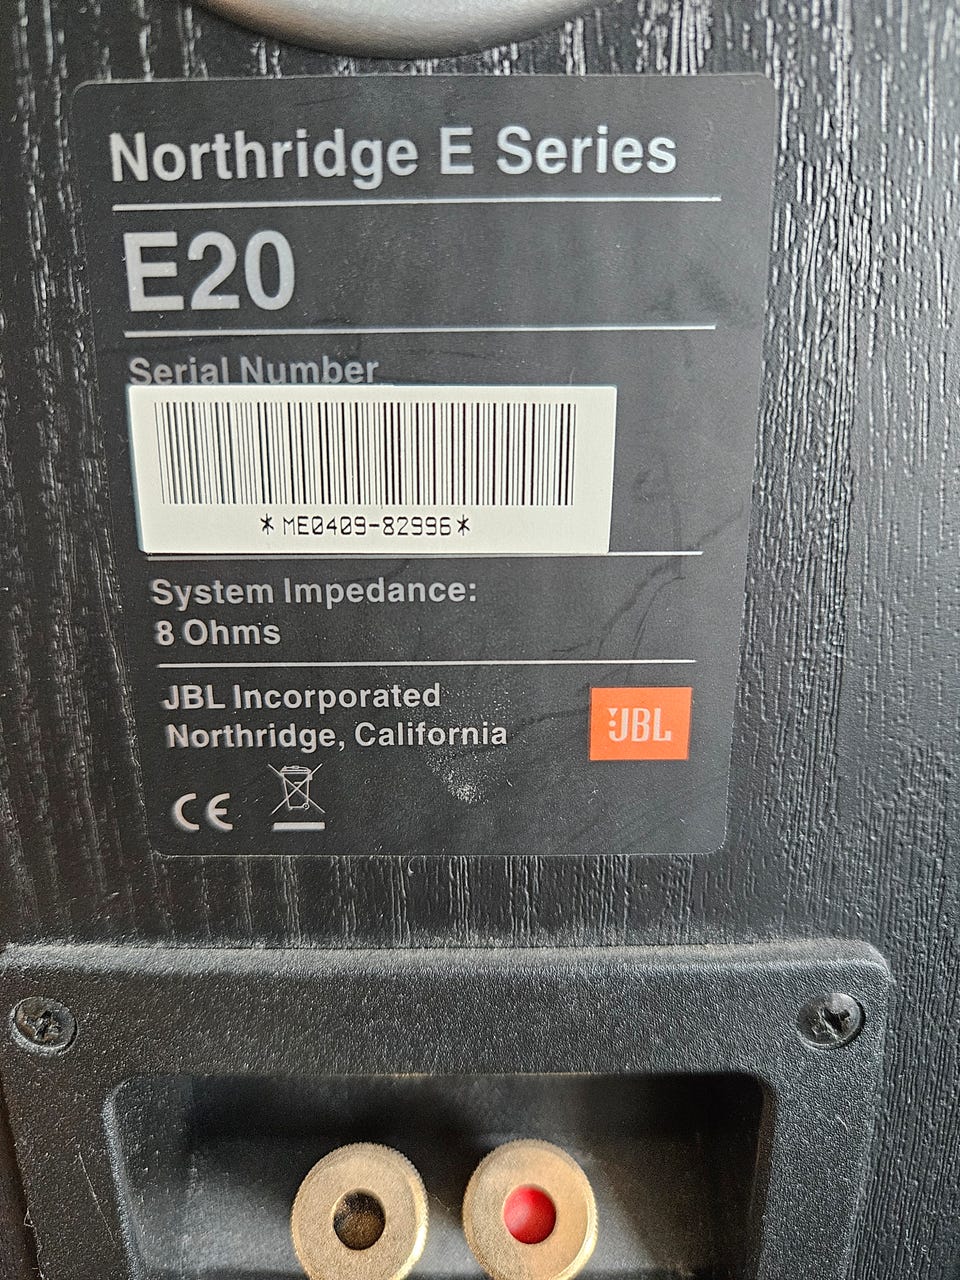 Northridge E Series
E20
Serial Number
*ME0409-82996*
System Impedance:
8 Ohms
JBL Incorporated
Northridge, California
JBL
CE